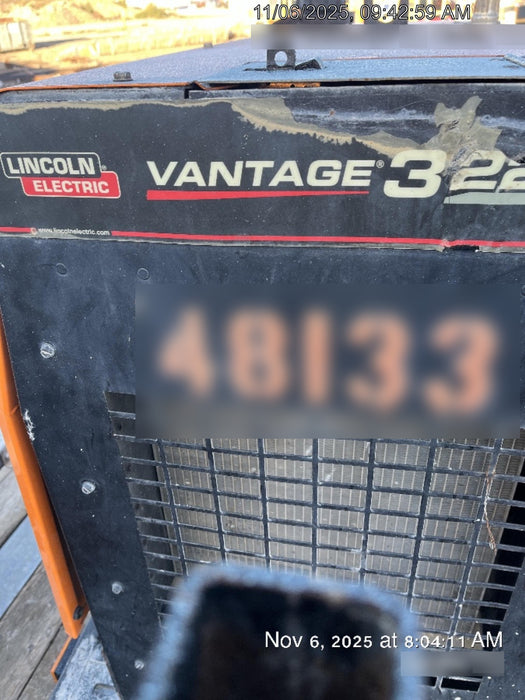 11/06/2025, 09:42:59 AM
LINCOLN®
ELECTRIC
VANTAGE® 322
© www.lincolnelectric.com
48133
Nov 6, 2025 at 8:04:11 AM